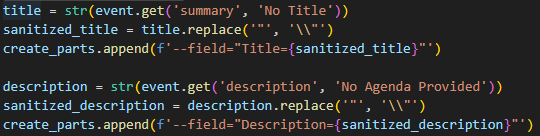 title = str(event.get('summary', 'No Title'))
sanitized_title = title.replace('"', '\\"')
create_parts.append(f'--field="Title={sanitized_title}"')
description = str(event.get('description', 'No Agenda Provided'))
sanitized_description = description.replace('"', '\\"')
create_parts.append(f'--field="Description={sanitized_description}"')